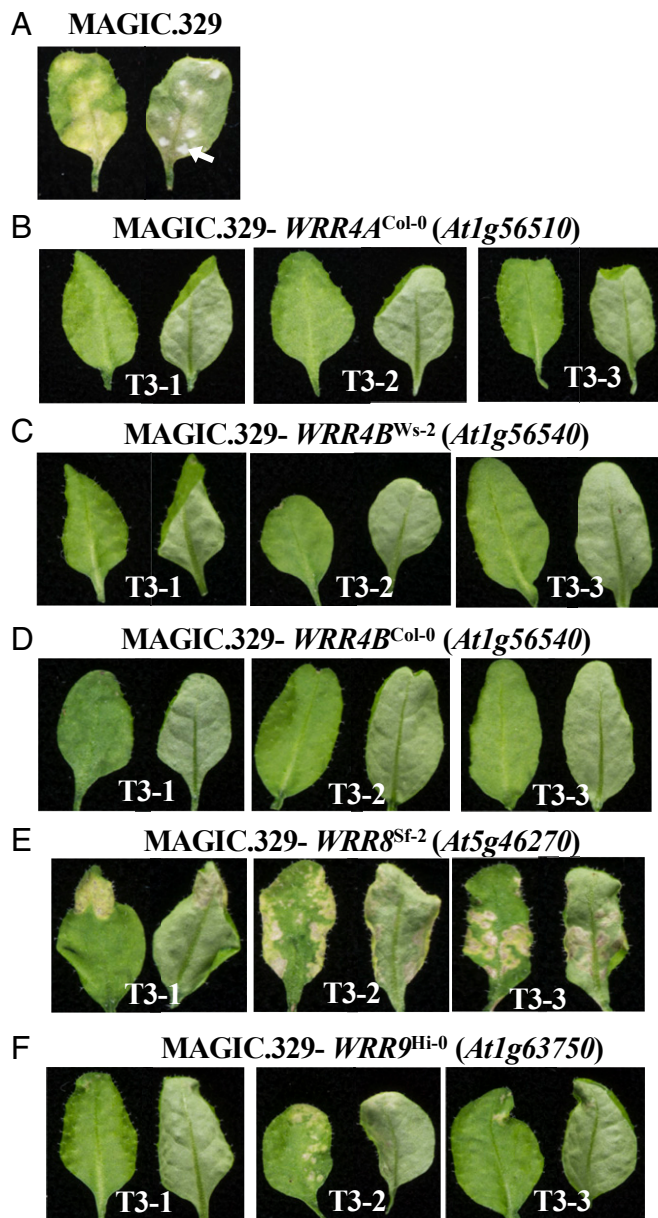 A MAGIC.329
B MAGIC.329- WRR4A^Col-0 (At1g56510)
T3-1 T3-2 T3-3
C MAGIC.329- WRR4B^Ws-2 (At1g56540)
T3-1 T3-2 T3-3
D MAGIC.329- WRR4B^Col-0 (At1g56540)
T3-1 T3-2 T3-3
E MAGIC.329- WRR8^Sf-2 (At5g46270)
T3-1 T3-2 T3-3
F MAGIC.329- WRR9^Hi-0 (At1g63750)
T3-1 T3-2 T3-3